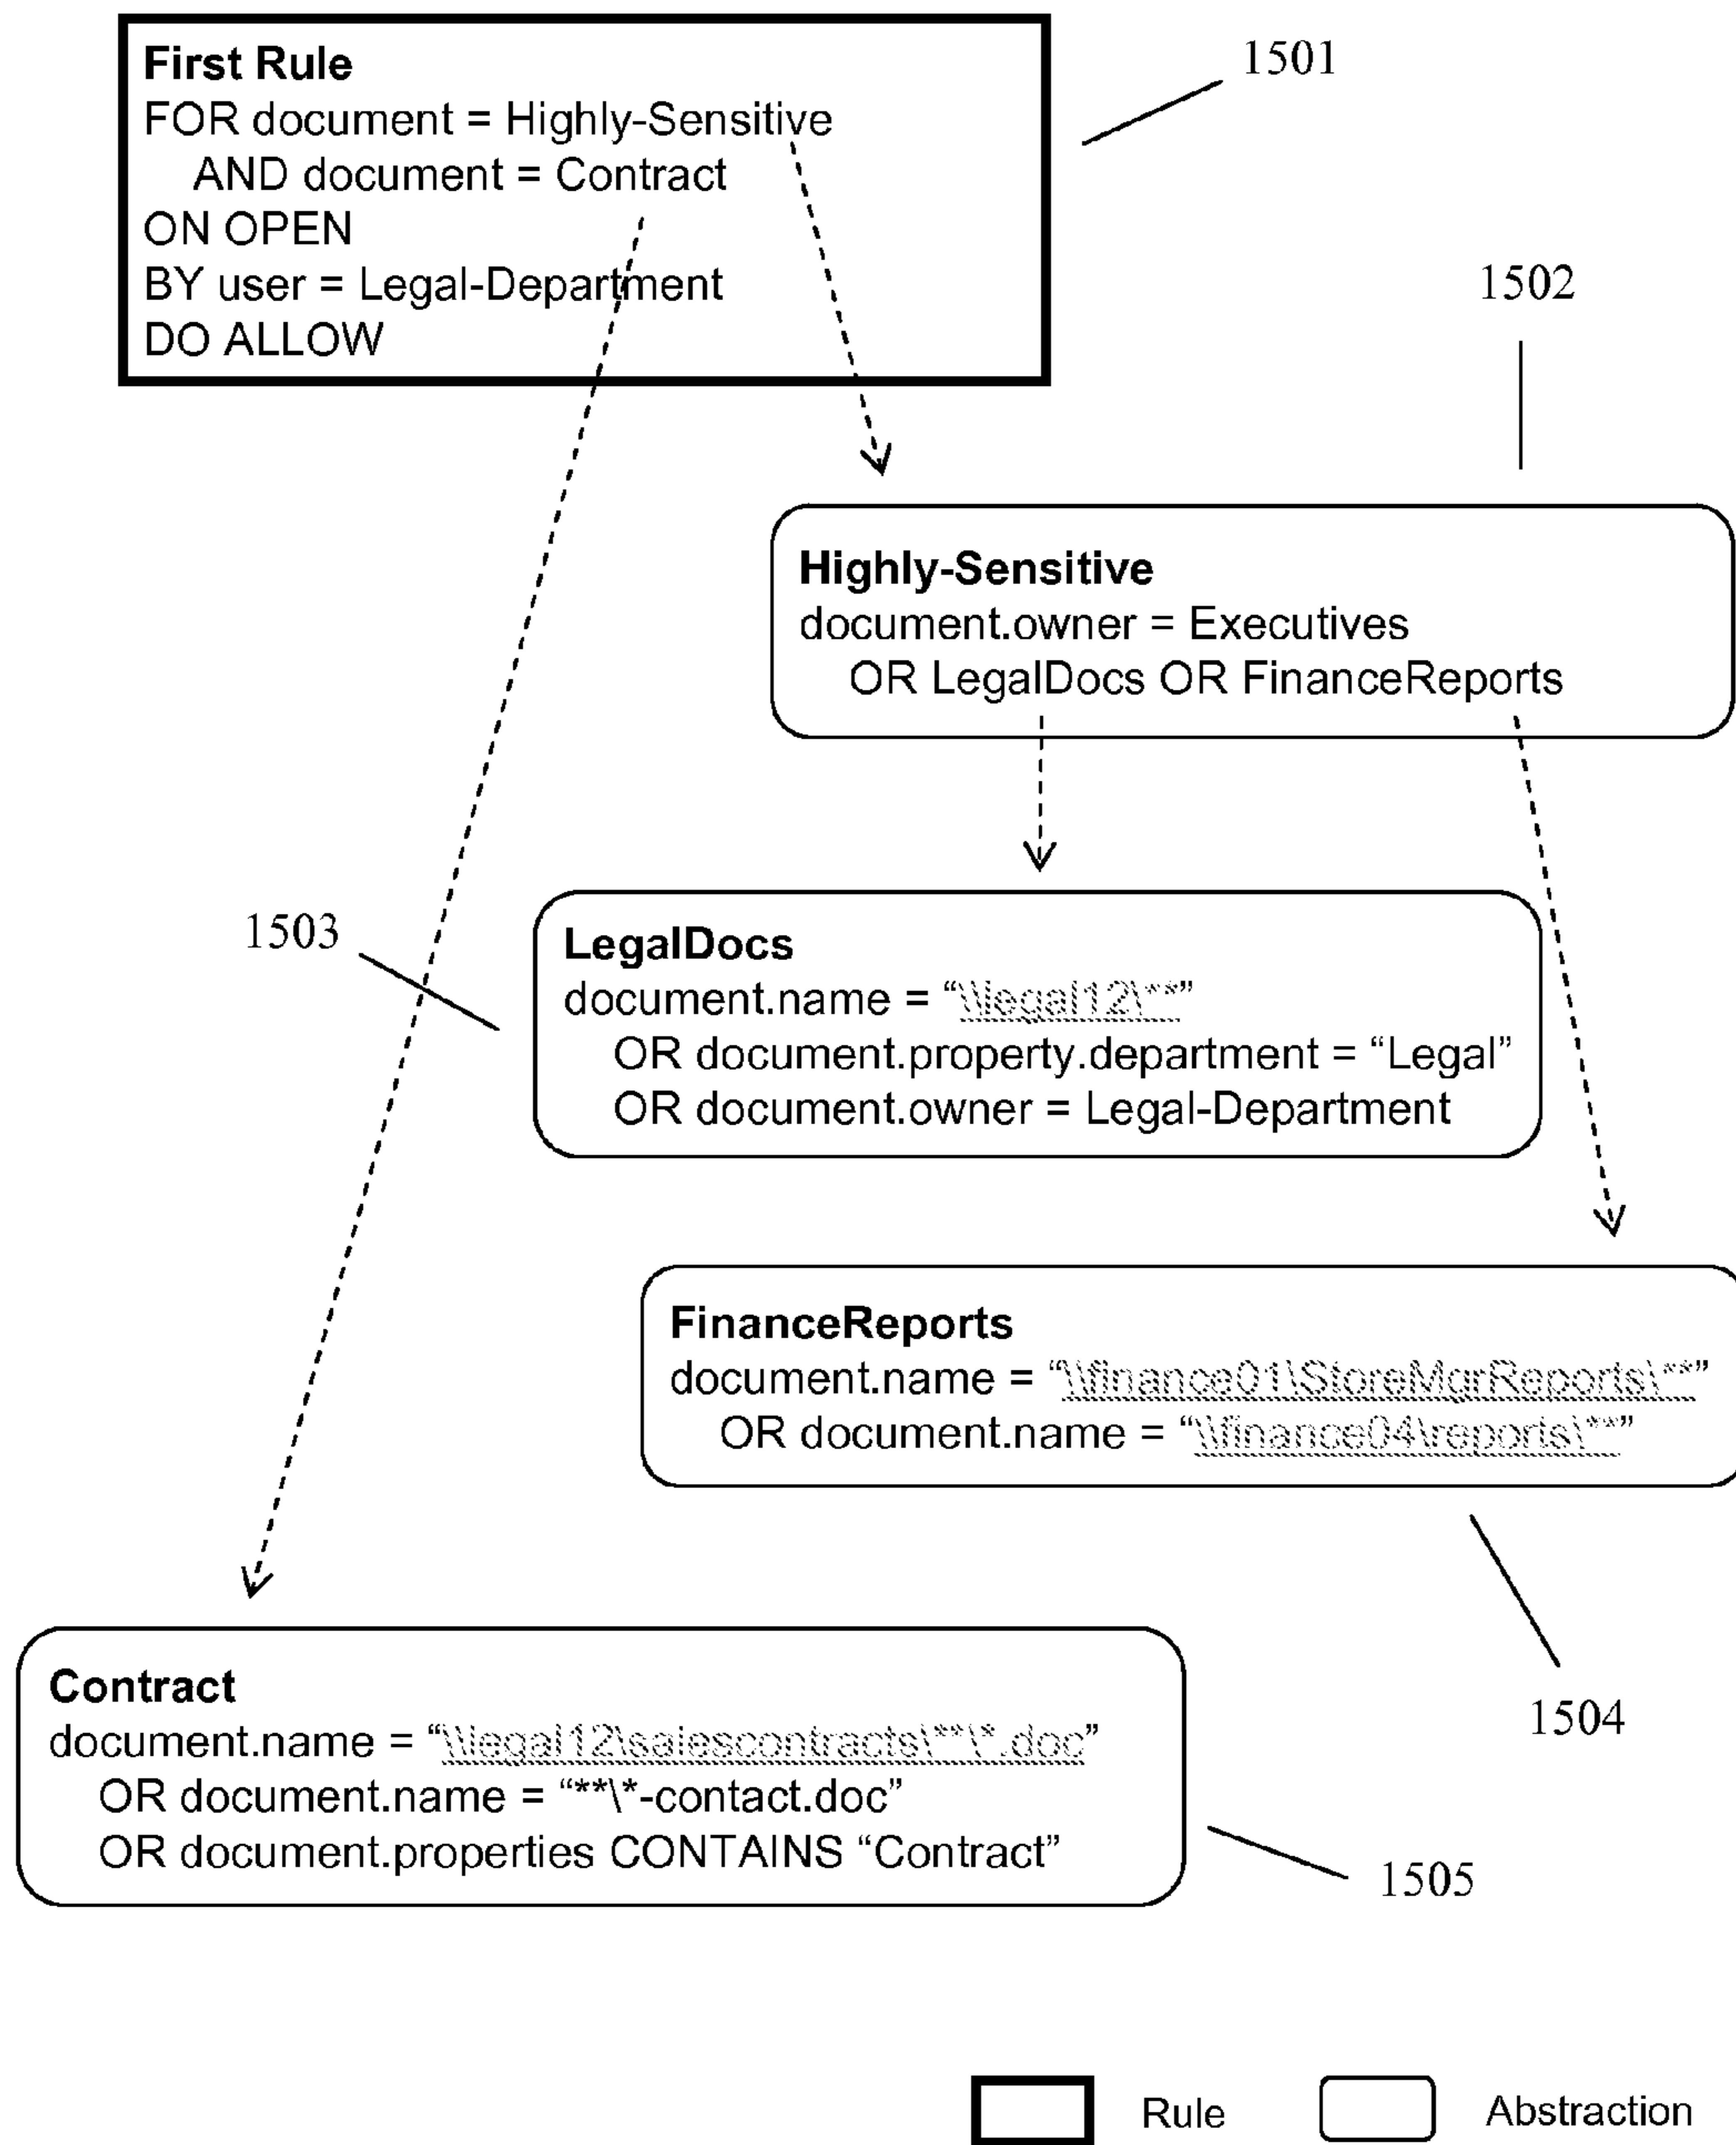 First Rule
FOR document = Highly-Sensitive
AND document = Contract
ON OPEN
BY user = Legal-Department
DO ALLOW
1501
1502
Highly-Sensitive
document.owner = Executives
OR LegalDocs OR FinanceReports
1503
LegalDocs
document.name = “\\legal12\**”
OR document.property.department = “Legal”
OR document.owner = Legal-Department
FinanceReports
document.name = “\\finance01\StoreMgrReports\**”
OR document.name = “\\finance04\reports\**”
1504
Contract
document.name = “\\legal12\salescontracts\**\*.doc”
OR document.name = “**\*-contact.doc”
OR document.properties CONTAINS “Contract”
1505
Rule
Abstraction